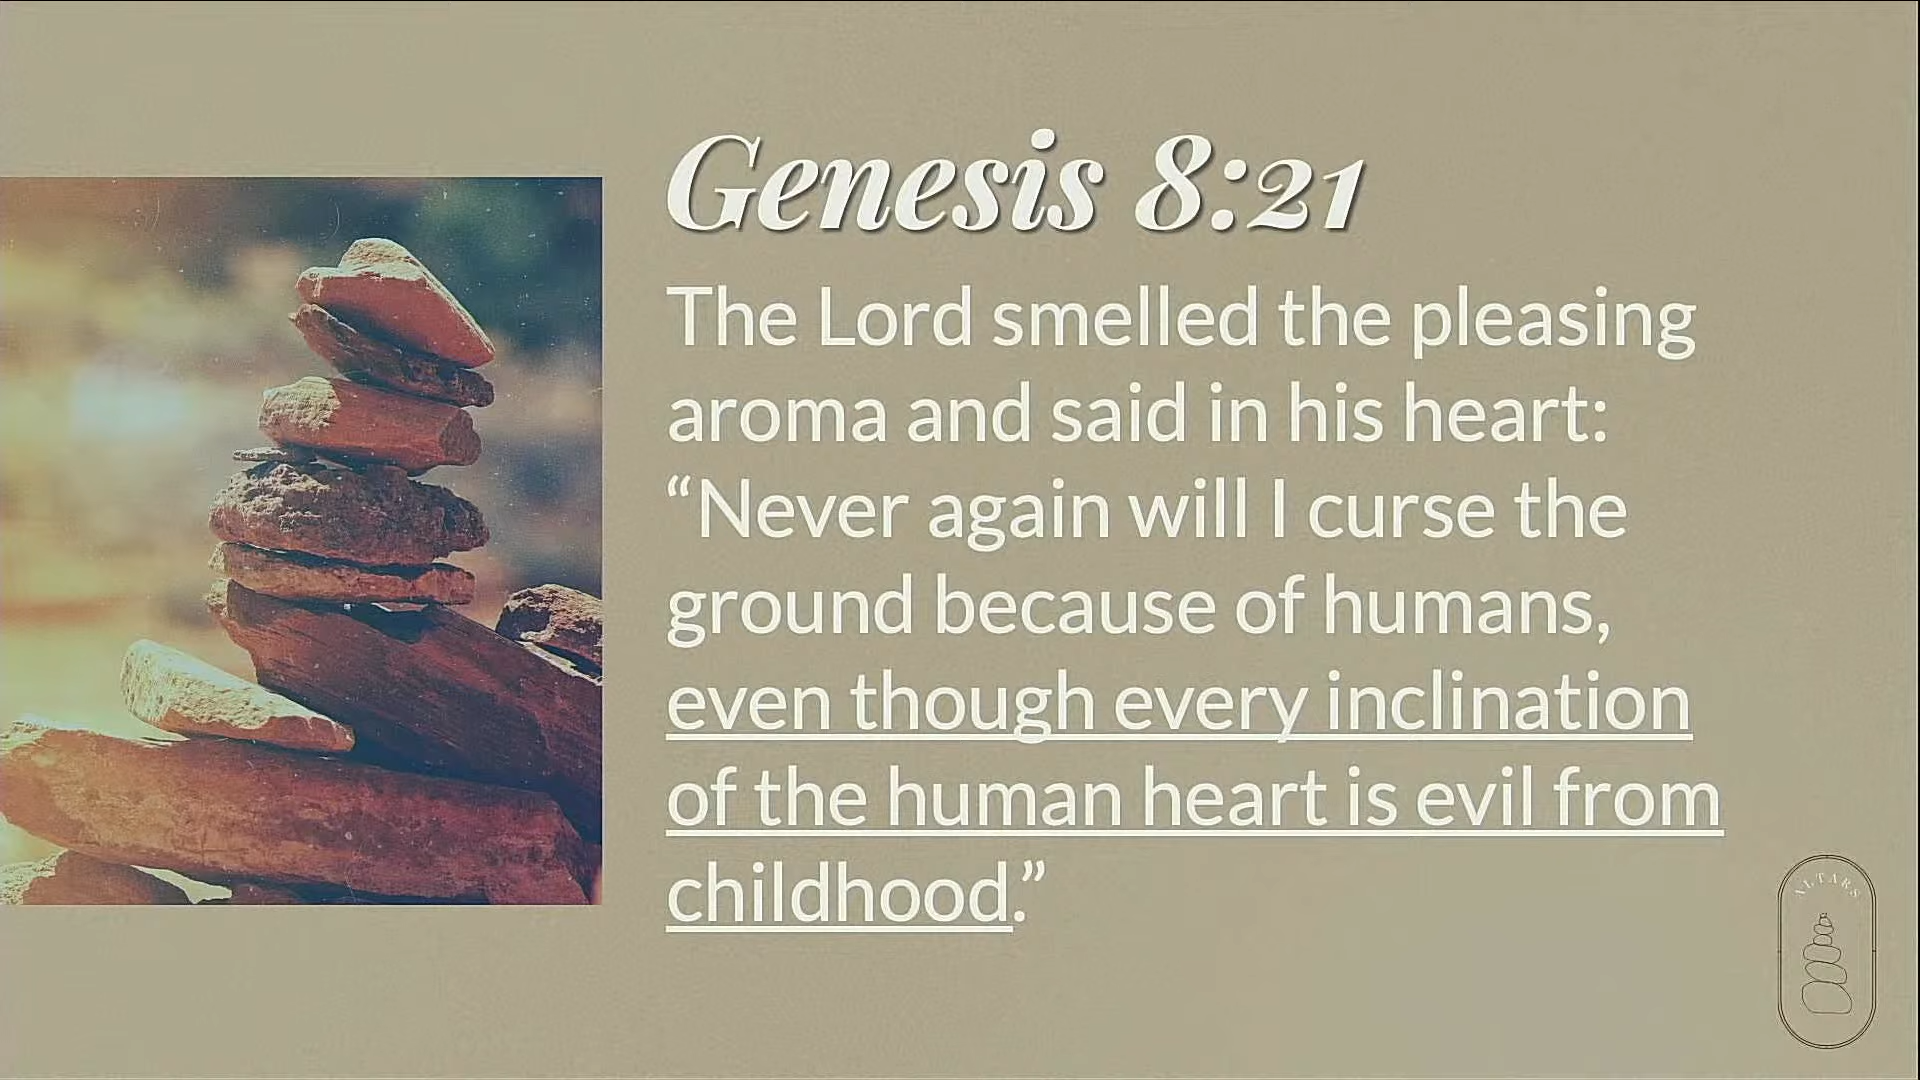 Genesis 8:21
The Lord smelled the pleasing
aroma and said in his heart:
“Never again will I curse the
ground because of humans,
even though every inclination
of the human heart is evil from
childhood.”
ALTARS